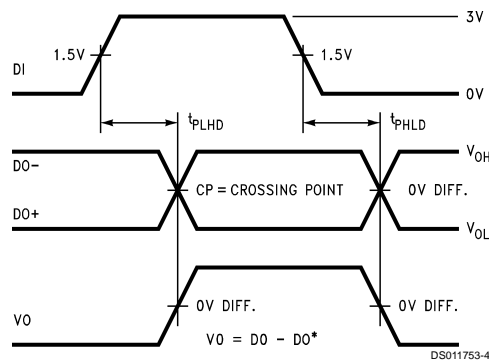 3V
1.5V
1.5V
DI
0V
tPLHD
tPHLD
VOH
DO-
CP = CROSSING POINT
0V DIFF.
DO+
VOL
0V DIFF.
0V DIFF.
VO
VO = DO - DO*
DS011753-4